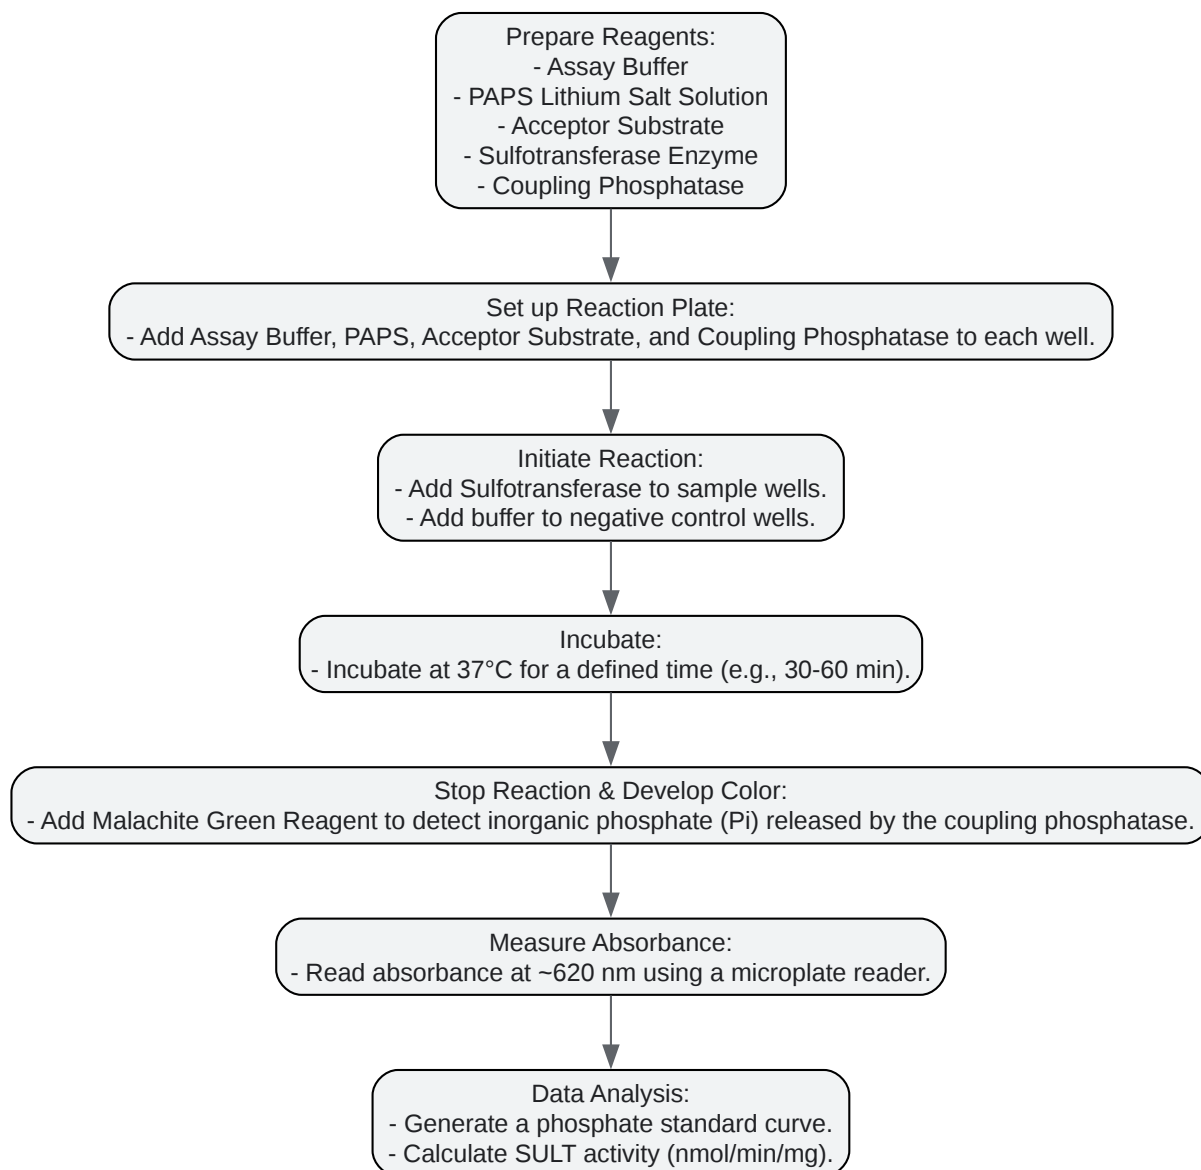 Prepare Reagents:
- Assay Buffer
- PAPS Lithium Salt Solution
- Acceptor Substrate
- Sulfotransferase Enzyme
- Coupling Phosphatase
Set up Reaction Plate:
- Add Assay Buffer, PAPS, Acceptor Substrate, and Coupling Phosphatase to each well.
Initiate Reaction:
- Add Sulfotransferase to sample wells.
- Add buffer to negative control wells.
Incubate:
- Incubate at 37°C for a defined time (e.g., 30-60 min).
Stop Reaction & Develop Color:
- Add Malachite Green Reagent to detect inorganic phosphate (Pi) released by the coupling phosphatase.
Measure Absorbance:
- Read absorbance at ~620 nm using a microplate reader.
Data Analysis:
- Generate a phosphate standard curve.
- Calculate SULT activity (nmol/min/mg).